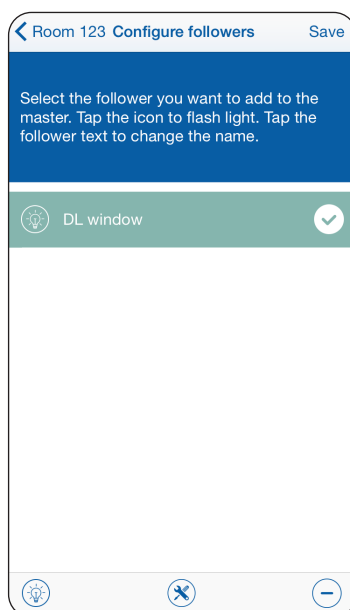 Room 123 Configure followers Save
Select the follower you want to add to the
master. Tap the icon to flash light. Tap the
follower text to change the name.
DL window